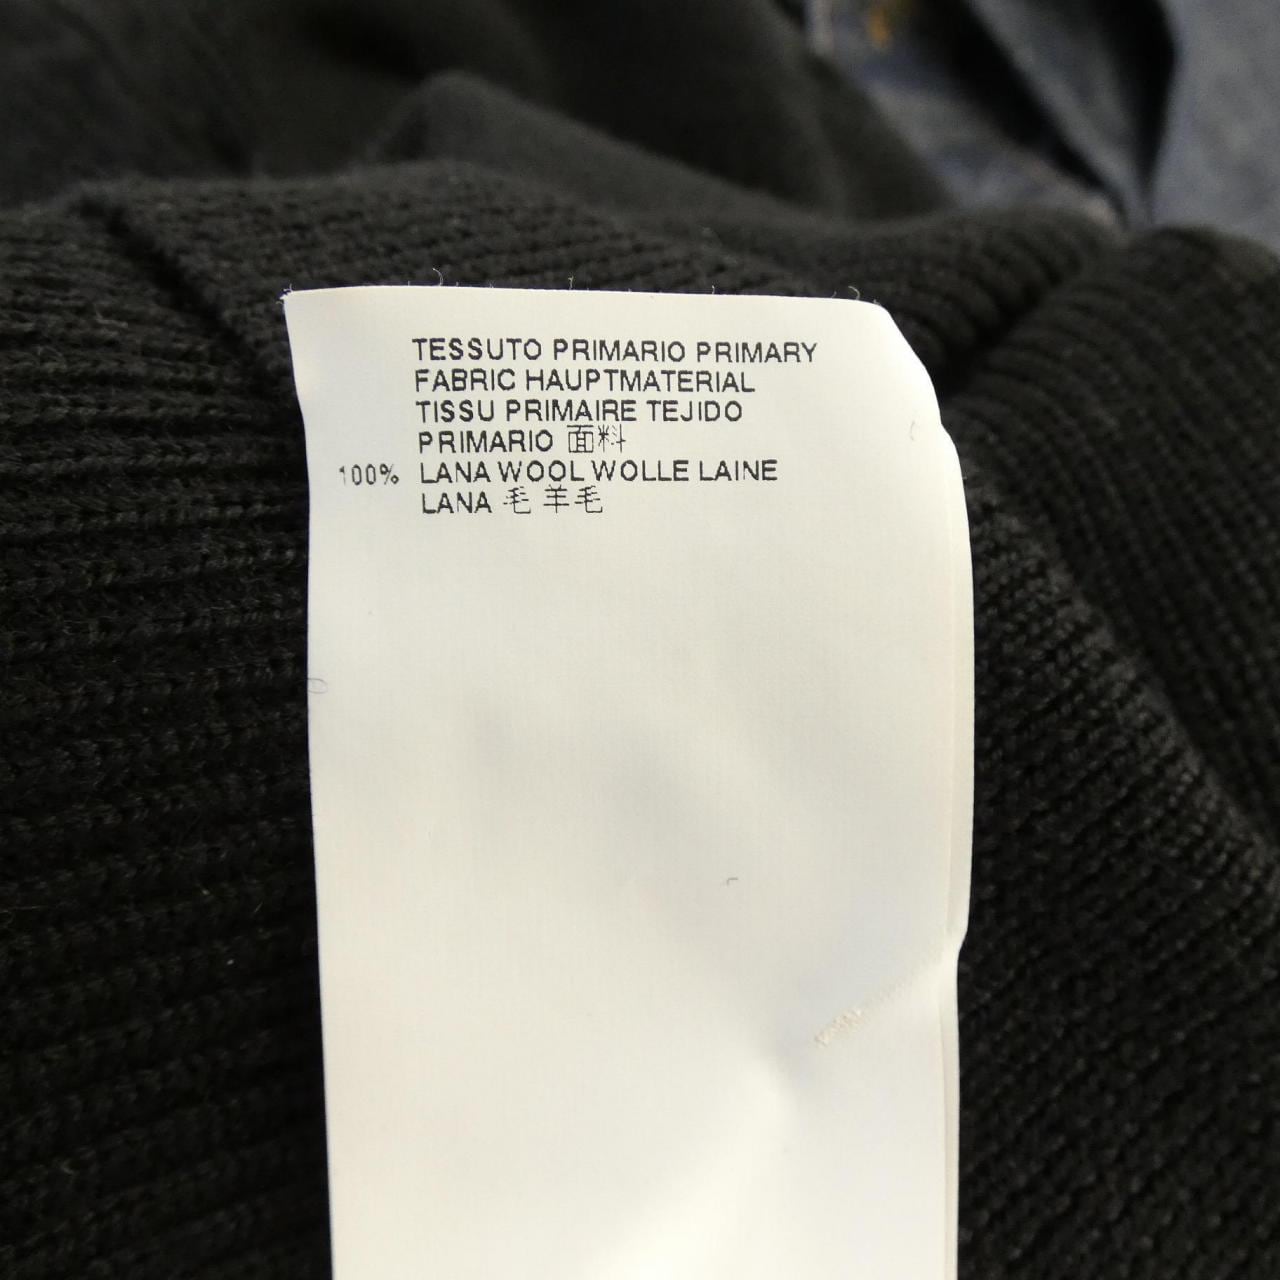 TESSUTO PRIMARIO PRIMARY
FABRIC HAUPTMATERIAL
TISSU PRIMAIRE TEJIDO
PRIMARIO 面料
100% LANA WOOL WOLLE LAINE
LANA 毛 羊毛